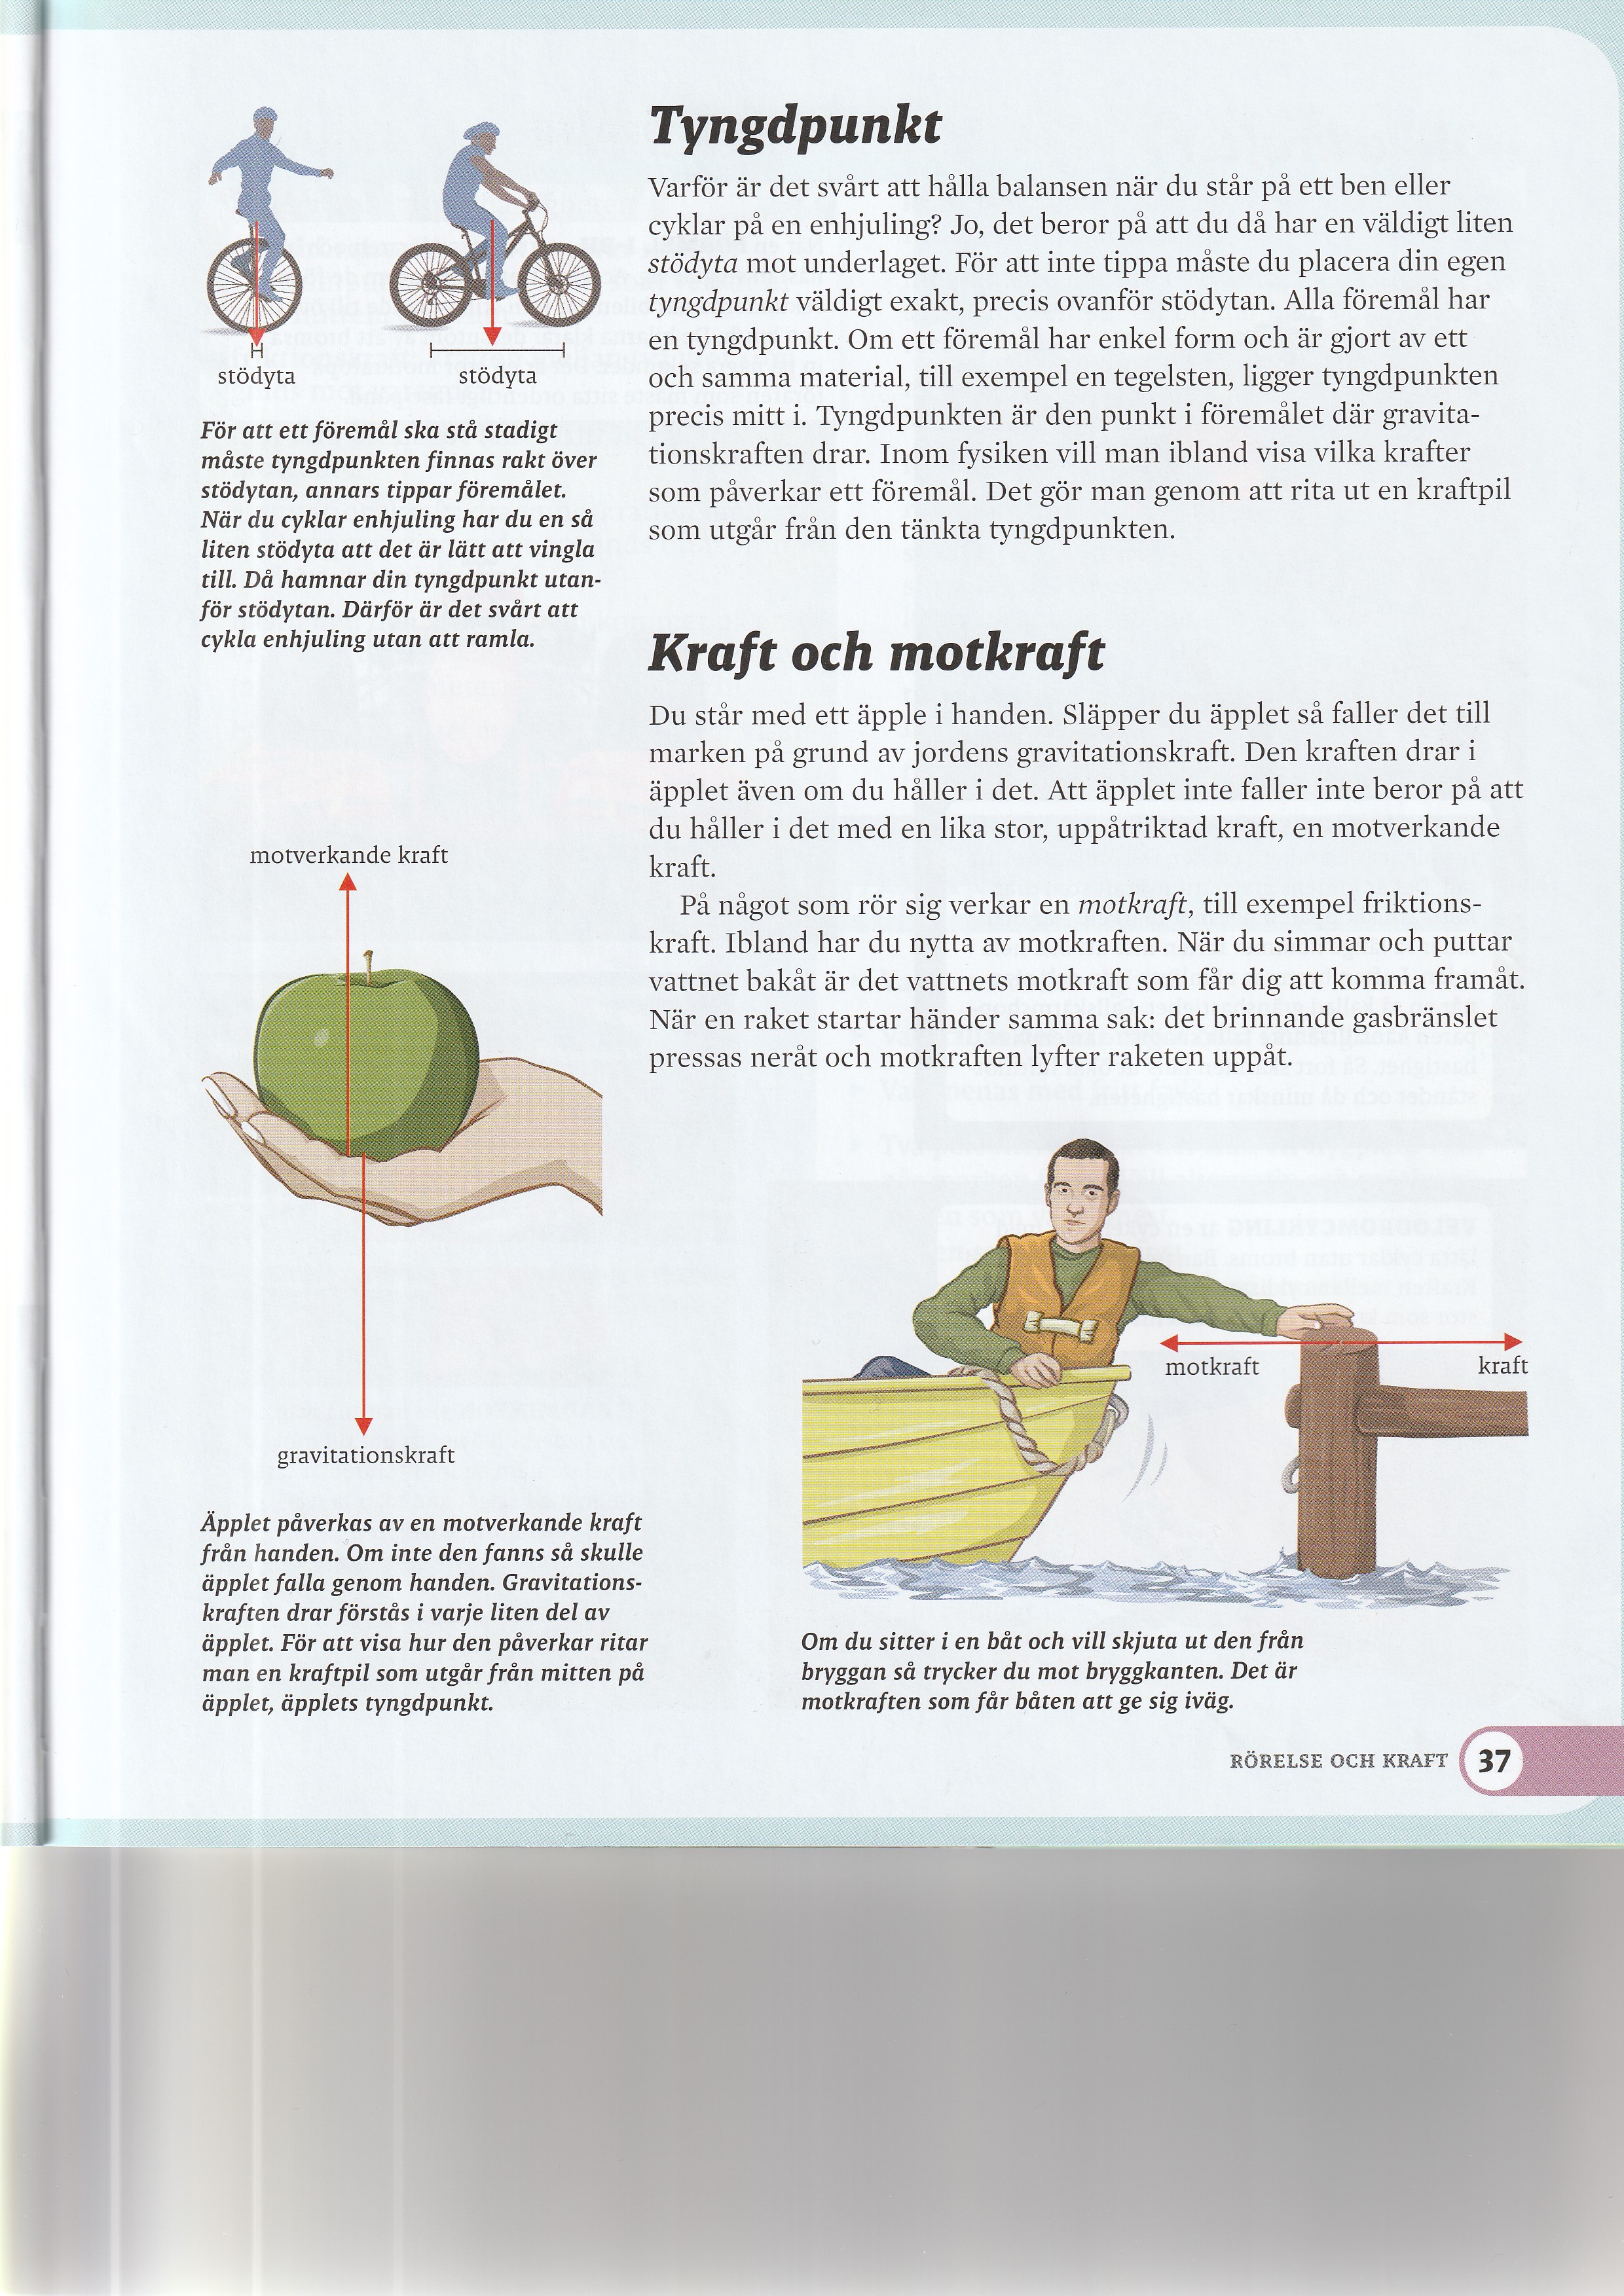 Tyngdpunkt
Varför är det svårt att hålla balansen när du står på ett ben eller
cyklar på en enhjuling? Jo, det beror på att du då har en väldigt liten
stödyta mot underlaget. För att inte tippa måste du placera din egen
tyngdpunkt väldigt exakt, precis ovanför stödytan. Alla föremål har
en tyngdpunkt. Om ett föremål har enkel form och är gjort av ett
och samma material, till exempel en tegelsten, ligger tyngdpunkten
precis mitt i. Tyngdpunkten är den punkt i föremålet där gravita-
tionskraften drar. Inom fysiken vill man ibland visa vilka krafter
som påverkar ett föremål. Det gör man genom att rita ut en kraftpil
som utgår från den tänkta tyngdpunkten.
stödyta
stödyta
För att ett föremål ska stå stadigt
måste tyngdpunkten finnas rakt över
stödytan, annars tippar föremålet.
När du cyklar enhjuling har du en så
liten stödyta att det är lätt att vingla
till. Då hamnar din tyngdpunkt utan-
för stödytan. Därför är det svårt att
cykla enhjuling utan att ramla.
Kraft och motkraft
Du står med ett äpple i handen. Släpper du äpplet så faller det till
marken på grund av jordens gravitationskraft. Den kraften drar i
äpplet även om du håller i det. Att äpplet inte faller inte beror på att
du håller i det med en lika stor, uppåtriktad kraft, en motverkande
kraft.
På något som rör sig verkar en motkraft, till exempel friktions-
kraft. Ibland har du nytta av motkraften. När du simmar och puttar
vattnet bakåt är det vattnets motkraft som får dig att komma framåt.
När en raket startar händer samma sak: det brinnande gasbränslet
pressas neråt och motkraften lyfter raketen uppåt.
motverkande kraft
gravitationskraft
Äpplet påverkas av en motverkande kraft
från handen. Om inte den fanns så skulle
äpplet falla genom handen. Gravitations-
kraften drar förstås i varje liten del av
äpplet. För att visa hur den påverkar ritar
man en kraftpil som utgår från mitten på
äpplet, äpplets tyngdpunkt.
motkraft
kraft
Om du sitter i en båt och vill skjuta ut den från
bryggan så trycker du mot bryggkanten. Det är
motkraften som får båten att ge sig iväg.
RÖRELSE OCH KRAFT 37